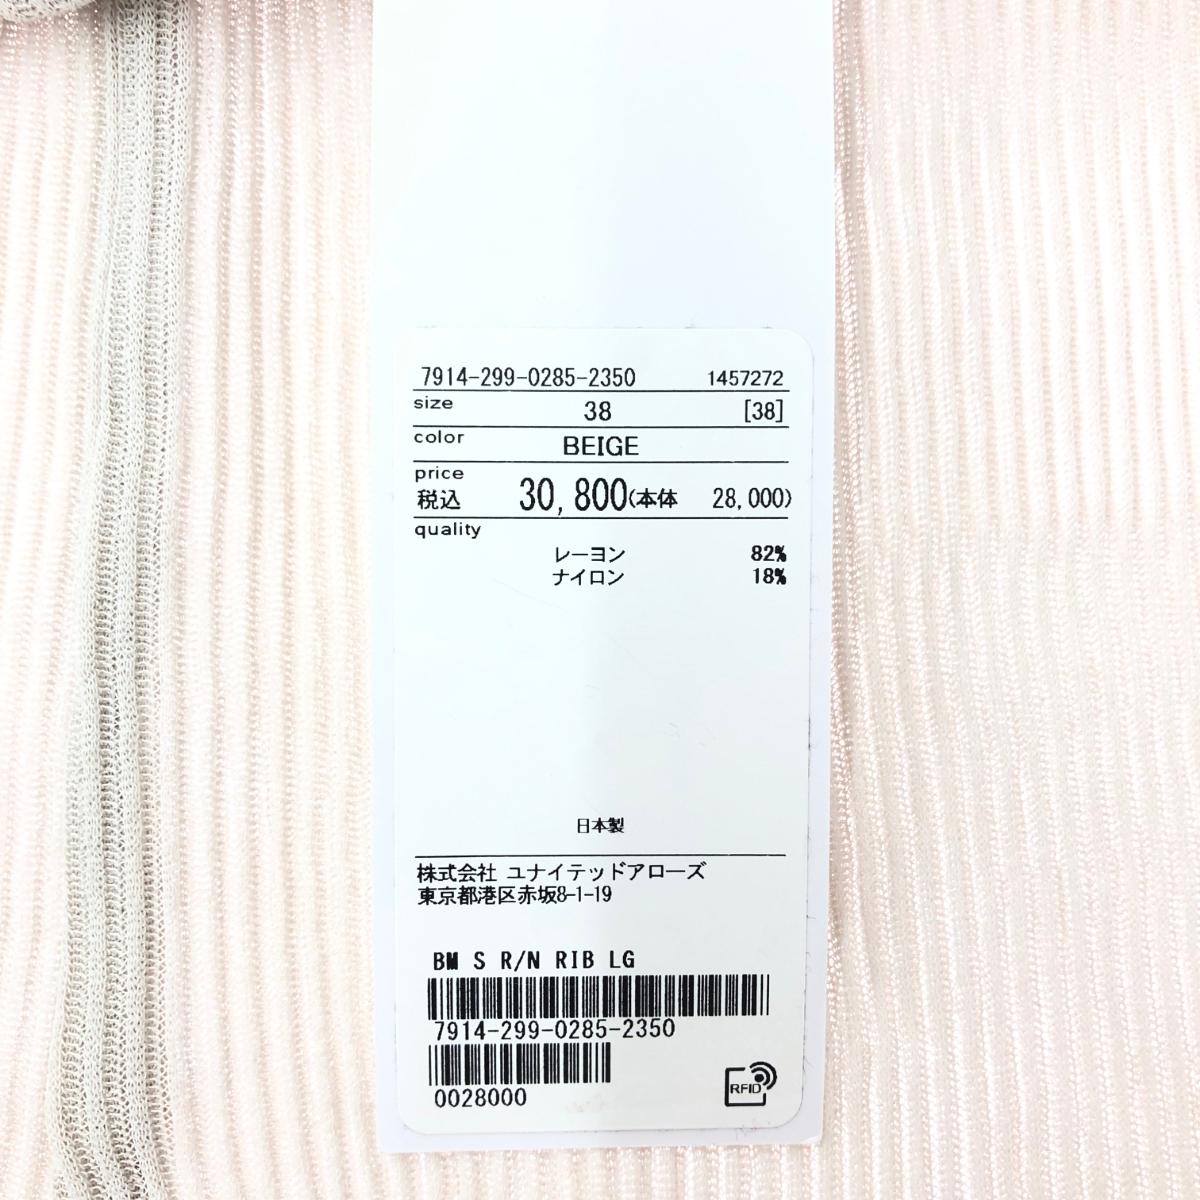 7914-299-0285-2350 1457272
size 38 [38]
color BEIGE
price
税込 30,800(本体 28,000)
quality
レーヨン 82%
ナイロン 18%
日本製
株式会社 ユナイテッドアローズ
東京都港区赤坂8-1-19
BM S R/N RIB LG
7914-299-0285-2350
0028000
RFID